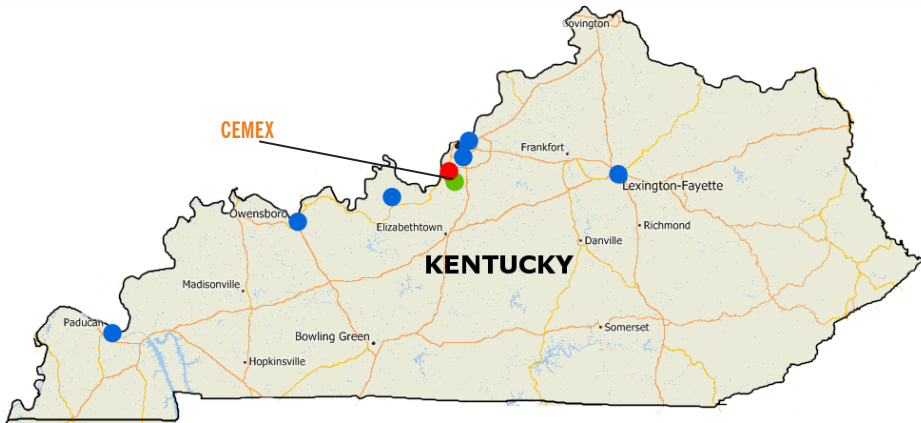 Covington
CEMEX
Frankfort
Lexington-Fayette
Owensboro
Elizabethtown
Richmond
Danville
KENTUCKY
Madisonville
Paducah
Somerset
Bowling Green
Hopkinsville